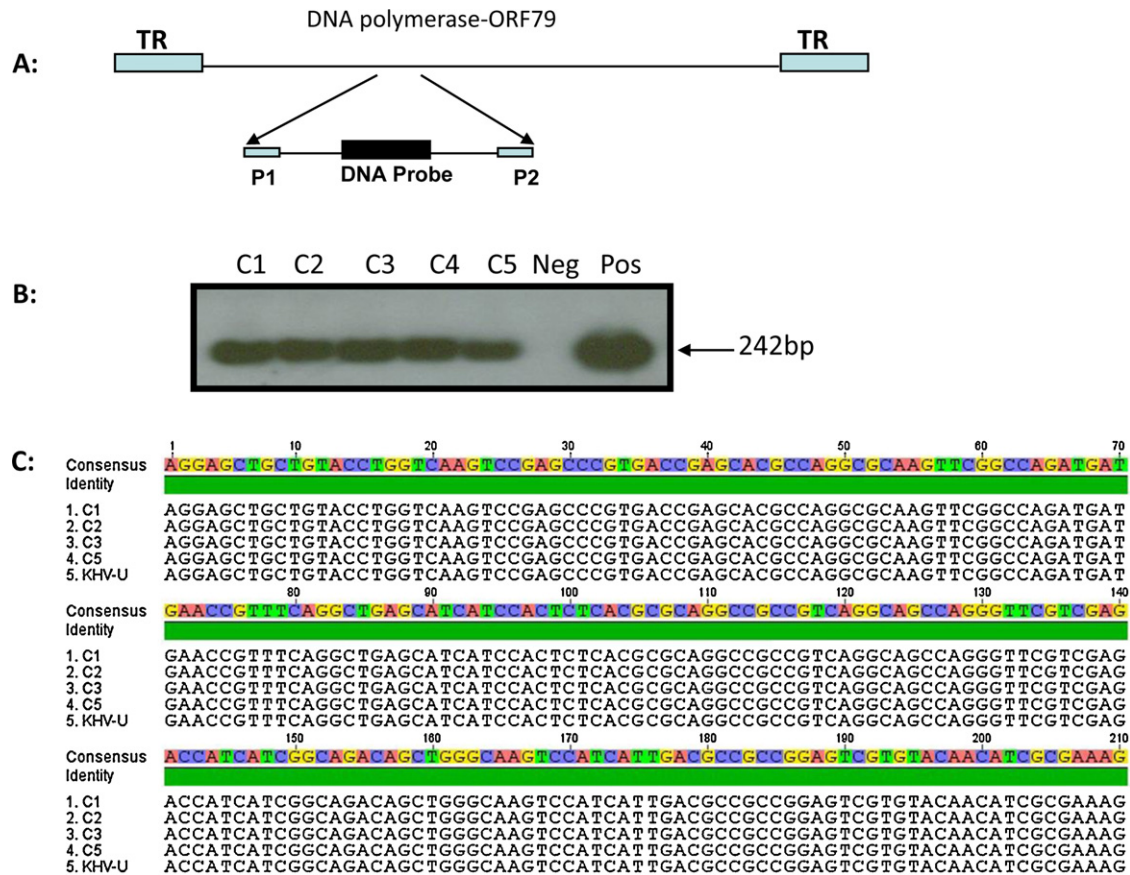 DNA polymerase-ORF79
A: TR TR
P1 DNA Probe P2
C1 C2 C3 C4 C5 Neg Pos
B: 242bp
C: 1 10 20 30 40 50 60 70
Consensus AGGAGCTGCTGTACCTGGTCAAGTCCGAGCCCGTGACCGAGCACGCCAGGCGCAAGTTCGGCCAGATGAT
Identity
1. C1 AGGAGCTGCTGTACCTGGTCAAGTCCGAGCCCGTGACCGAGCACGCCAGGCGCAAGTTCGGCCAGATGAT
2. C2 AGGAGCTGCTGTACCTGGTCAAGTCCGAGCCCGTGACCGAGCACGCCAGGCGCAAGTTCGGCCAGATGAT
3. C3 AGGAGCTGCTGTACCTGGTCAAGTCCGAGCCCGTGACCGAGCACGCCAGGCGCAAGTTCGGCCAGATGAT
4. C5 AGGAGCTGCTGTACCTGGTCAAGTCCGAGCCCGTGACCGAGCACGCCAGGCGCAAGTTCGGCCAGATGAT
5. KHV-U AGGAGCTGCTGTACCTGGTCAAGTCCGAGCCCGTGACCGAGCACGCCAGGCGCAAGTTCGGCCAGATGAT
80 90 100 110 120 130 140
Consensus GAACCGTTTCAGGCTGAGCATCATCCACTCTCACGCGCAGGCCGCCGTCAGGCAGCCAGGGTTCGTCGAG
Identity
1. C1 GAACCGTTTCAGGCTGAGCATCATCCACTCTCACGCGCAGGCCGCCGTCAGGCAGCCAGGGTTCGTCGAG
2. C2 GAACCGTTTCAGGCTGAGCATCATCCACTCTCACGCGCAGGCCGCCGTCAGGCAGCCAGGGTTCGTCGAG
3. C3 GAACCGTTTCAGGCTGAGCATCATCCACTCTCACGCGCAGGCCGCCGTCAGGCAGCCAGGGTTCGTCGAG
4. C5 GAACCGTTTCAGGCTGAGCATCATCCACTCTCACGCGCAGGCCGCCGTCAGGCAGCCAGGGTTCGTCGAG
5. KHV-U GAACCGTTTCAGGCTGAGCATCATCCACTCTCACGCGCAGGCCGCCGTCAGGCAGCCAGGGTTCGTCGAG
150 160 170 180 190 200 210
Consensus ACCATCATCGGCAGACAGCTGGGCAAGTCCATCATTGACGCCGCCGGAGTCGTGTACAACATCGCGAAAG
Identity
1. C1 ACCATCATCGGCAGACAGCTGGGCAAGTCCATCATTGACGCCGCCGGAGTCGTGTACAACATCGCGAAAG
2. C2 ACCATCATCGGCAGACAGCTGGGCAAGTCCATCATTGACGCCGCCGGAGTCGTGTACAACATCGCGAAAG
3. C3 ACCATCATCGGCAGACAGCTGGGCAAGTCCATCATTGACGCCGCCGGAGTCGTGTACAACATCGCGAAAG
4. C5 ACCATCATCGGCAGACAGCTGGGCAAGTCCATCATTGACGCCGCCGGAGTCGTGTACAACATCGCGAAAG
5. KHV-U ACCATCATCGGCAGACAGCTGGGCAAGTCCATCATTGACGCCGCCGGAGTCGTGTACAACATCGCGAAAG